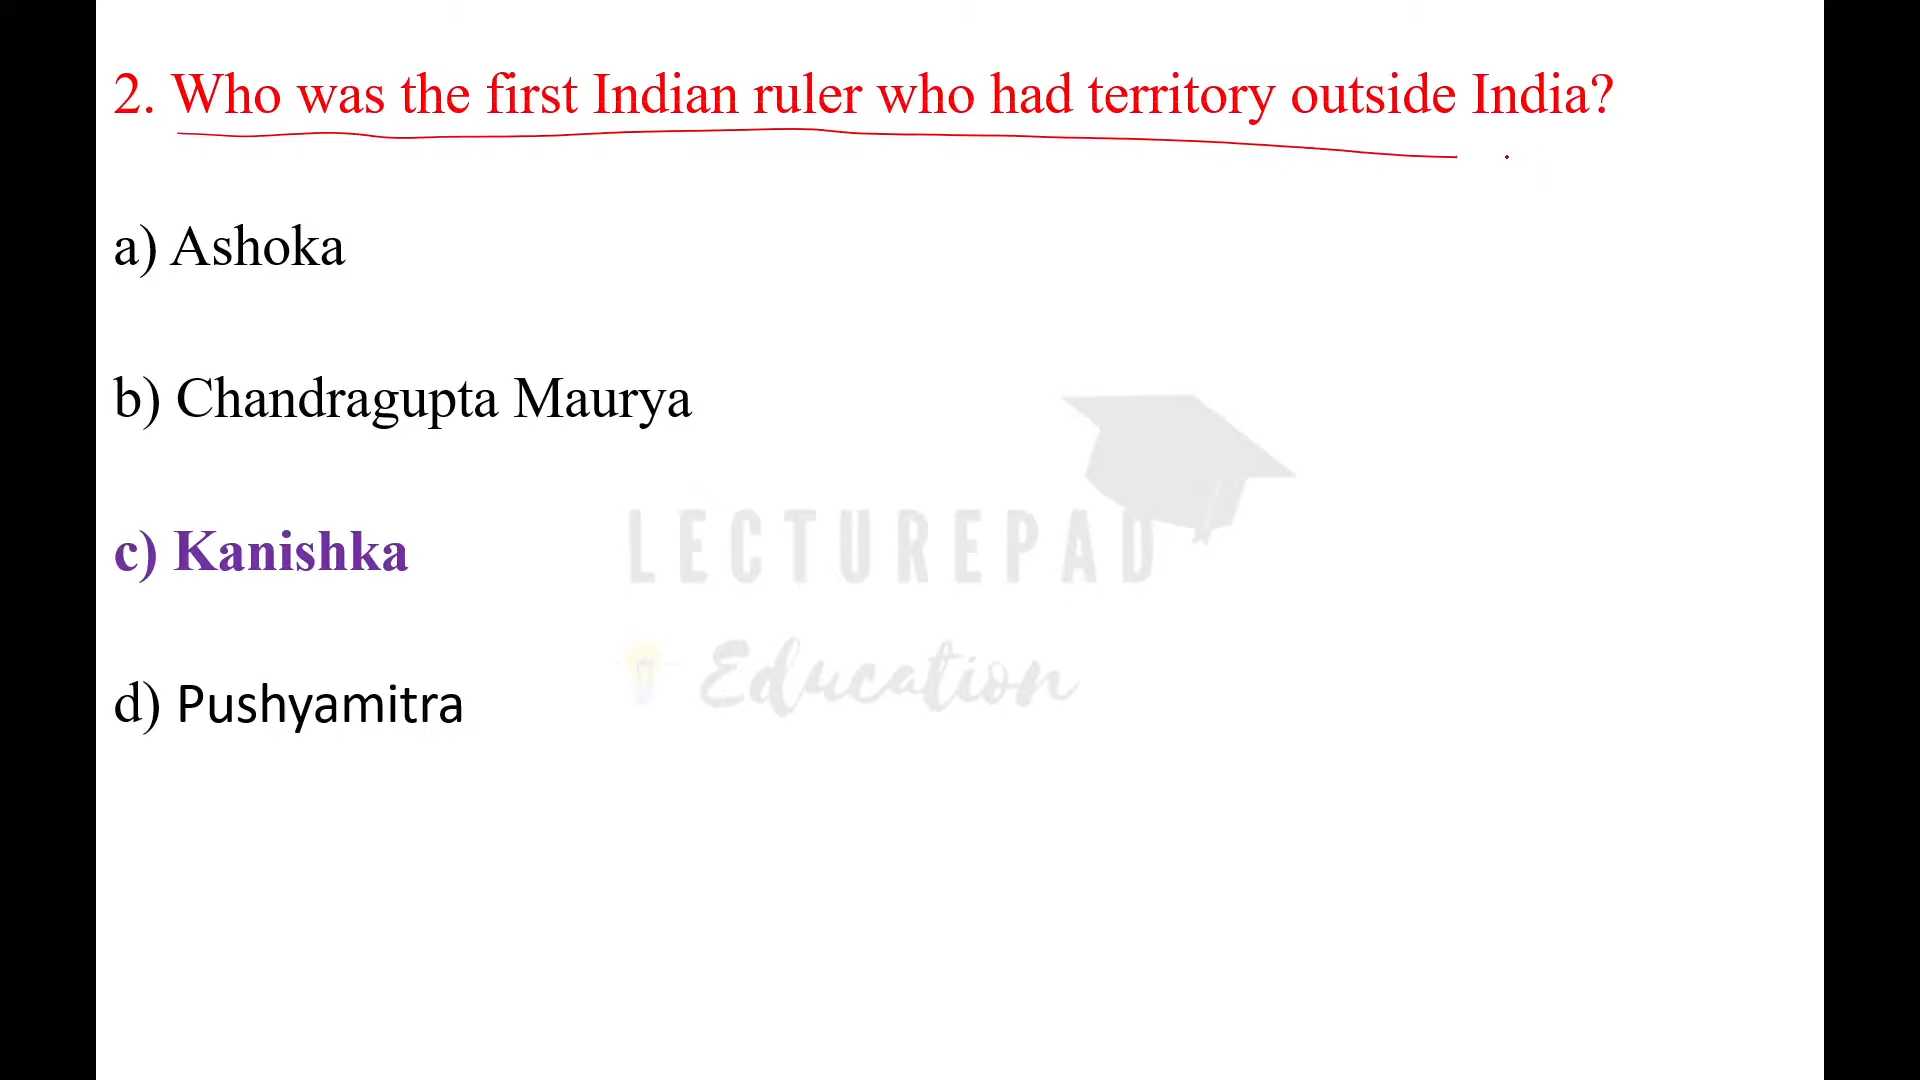 2. Who was the first Indian ruler who had territory outside India?
a) Ashoka
b) Chandragupta Maurya
c) Kanishka
LECTUREPAD
Education
d) Pushyamitra